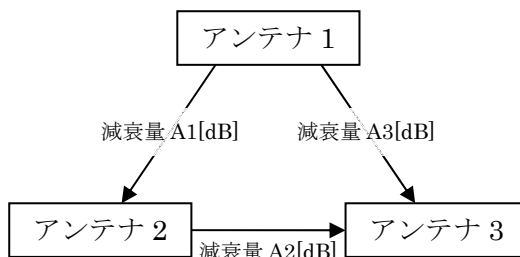 アンテナ 1
減衰量 A1[dB]
減衰量 A3[dB]
アンテナ 2
アンテナ 3
減衰量 A2[dB]